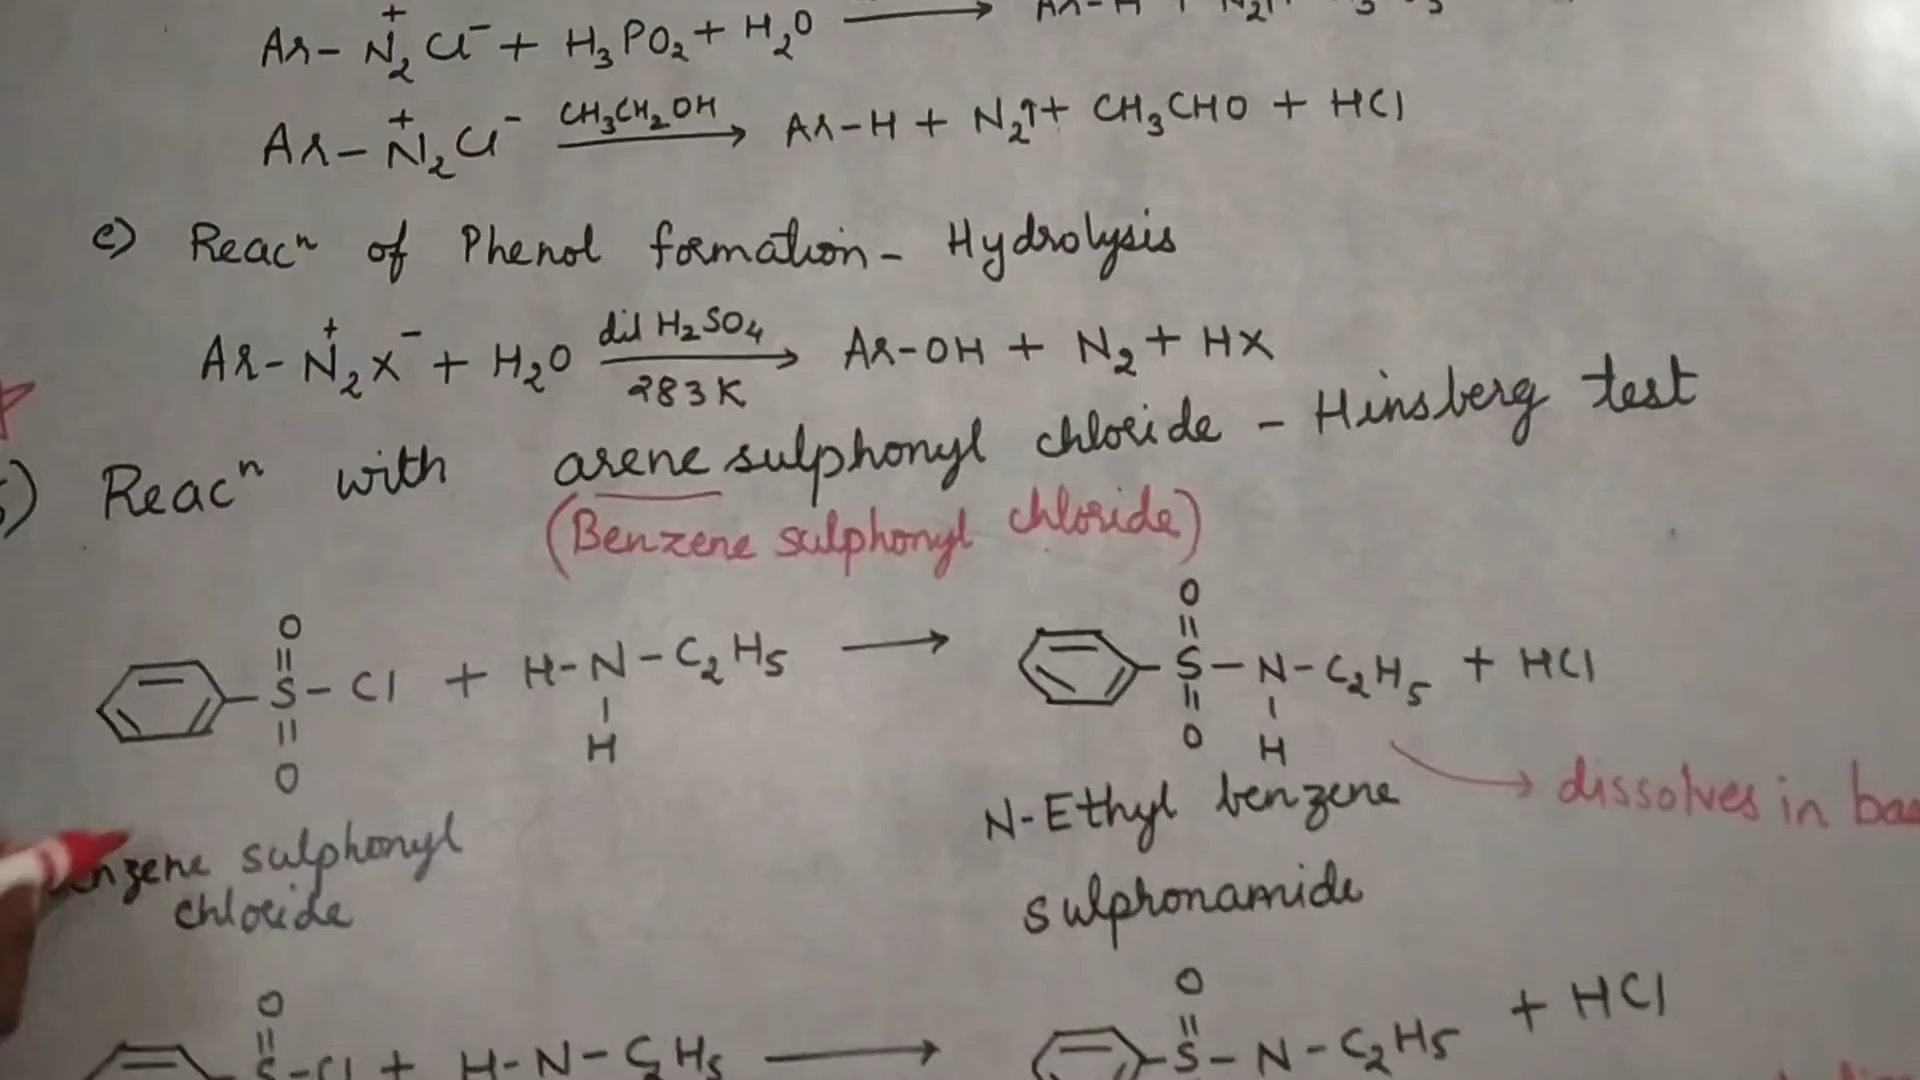 Ar-N₂⁺Cl⁻ + H₃PO₂ + H₂O ⟶ Ar-H + N₂↑
Ar-N₂⁺Cl⁻ CH₃CH₂OH ⟶ Ar-H + N₂↑ + CH₃CHO + HCl
e) Reacⁿ of Phenol formation - Hydrolysis
Ar-N₂⁺X⁻ + H₂O dil H₂SO₄ ⟶ 283K Ar-OH + N₂ + HX
Reacⁿ with arene sulphonyl chloride - Hinsberg test
(Benzene sulphonyl chloride)
O
O
S-Cl + H-N-C₂H₅ ⟶ S-N-C₂H₅ + HCl
O H
O H
dissolves in
N-Ethyl benzene
sulphonamide
sulphonyl
chloride
O
O
S-Cl + H-N-C₂H₅ ⟶ S-N-C₂H₅ + HCl